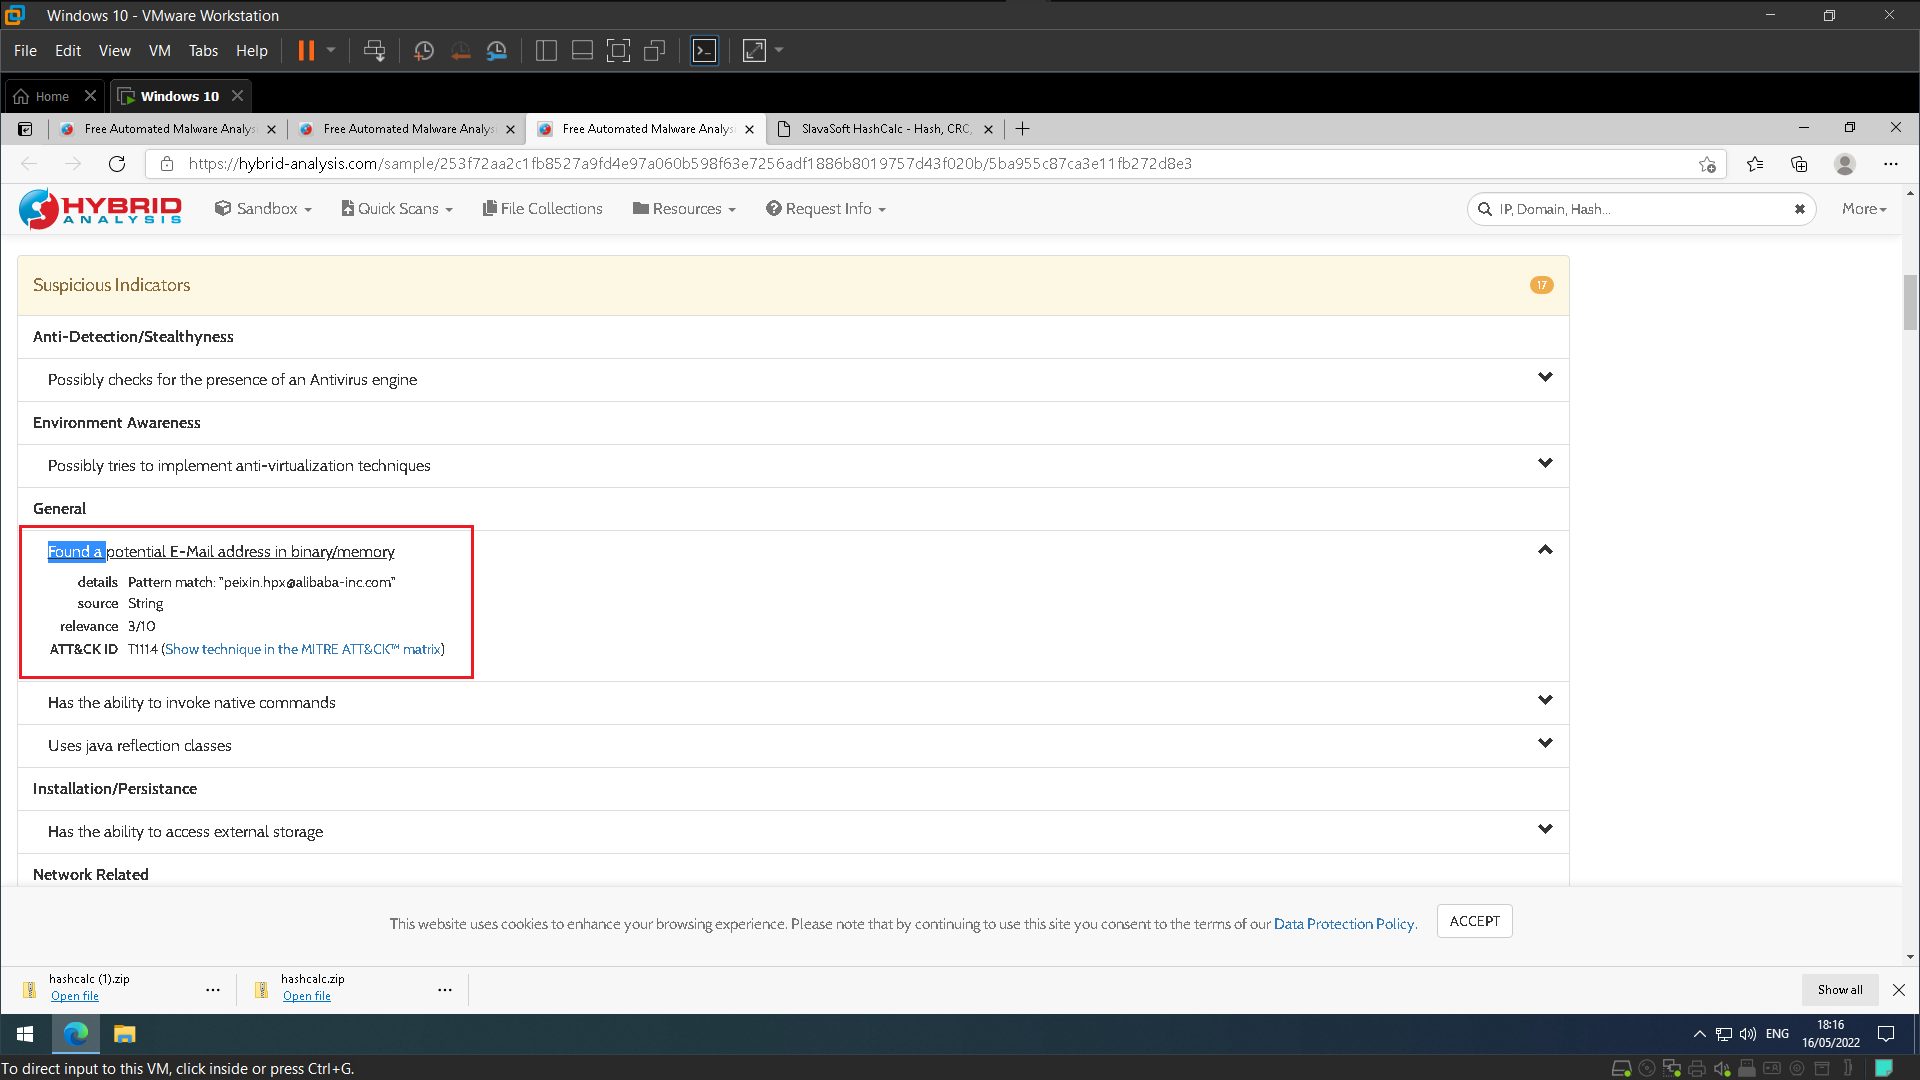 Windows 10 - VMware Workstation
File Edit View VM Tabs Help
Home Windows 10
Free Automated Malware Analys Free Automated Malware Analys Free Automated Malware Analys SlavaSoft HashCalc - Hash, CRC,
https://hybrid-analysis.com/sample/253f72aa2c1fb8527a9fd4e97a060b598f63e7256adf1886b8019757d43f020b/5ba955c87ca3e11fb272d8e3
HYBRID
ANALYSIS
Sandbox Quick Scans File Collections Resources Request Info IP, Domain, Hash... More
Suspicious Indicators 17
Anti-Detection/Stealthyness
Possibly checks for the presence of an Antivirus engine
Environment Awareness
Possibly tries to implement anti-virtualization techniques
General
Found a potential E-Mail address in binary/memory
details Pattern match: "peixin.hpx@alibaba-inc.com"
source String
relevance 3/10
ATT&CK ID T1114 (Show technique in the MITRE ATT&CK™ matrix)
Has the ability to invoke native commands
Uses java reflection classes
Installation/Persistance
Has the ability to access external storage
Network Related
This website uses cookies to enhance your browsing experience. Please note that by continuing to use this site you consent to the terms of our Data Protection Policy. ACCEPT
hashcalc (1).zip
Open file
hashcalc.zip
Open file
Show all
ENG
18:16
16/05/2022
To direct input to this VM, click inside or press Ctrl+G.